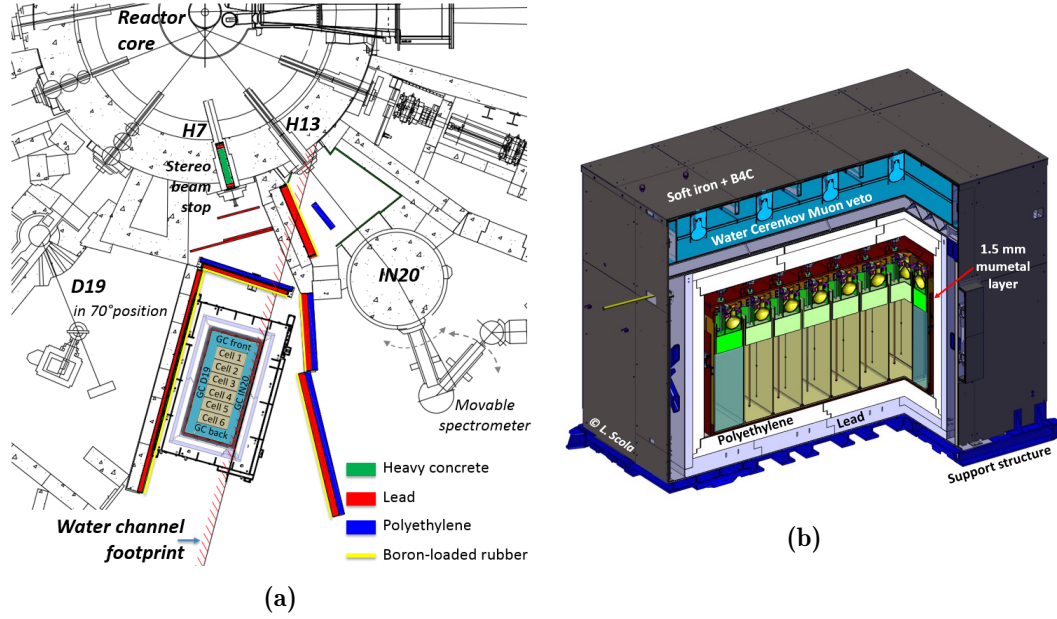 Reactor
core
H7
H13
Stereo
beam
stop
D19
in 70°position
IN20
GC front
Cell 1
Cell 2
Cell 3
Cell 4
Cell 5
Cell 6
GC back
GC D19
GC IN20
Movable
spectrometer
Heavy concrete
Lead
Polyethylene
Boron-loaded rubber
Water channel
footprint
(a)
Soft iron + B4C
Water Cerenkov Muon veto
1.5 mm
mumetal
layer
© L. Scola
Polyethylene
Lead
Support structure
(b)